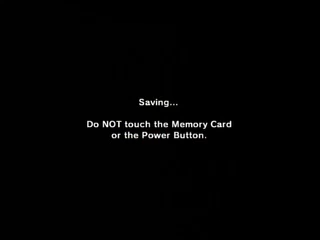 Saving...
Do NOT touch the Memory Card
or the Power Button.